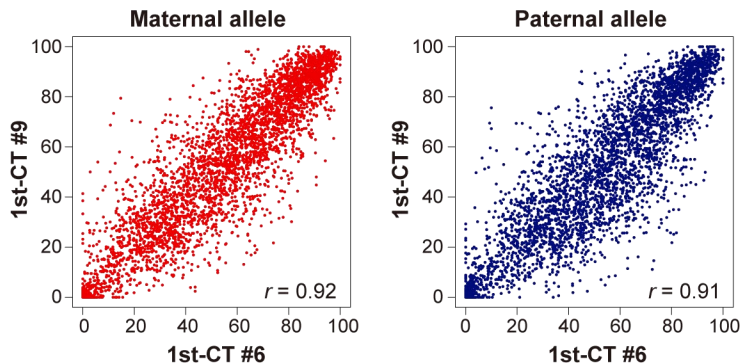 Maternal allele
100
80
60
40
20
0
1st-CT #9
r = 0.92
0 20 40 60 80 100
1st-CT #6
Paternal allele
100
80
60
40
20
0
1st-CT #9
r = 0.91
0 20 40 60 80 100
1st-CT #6